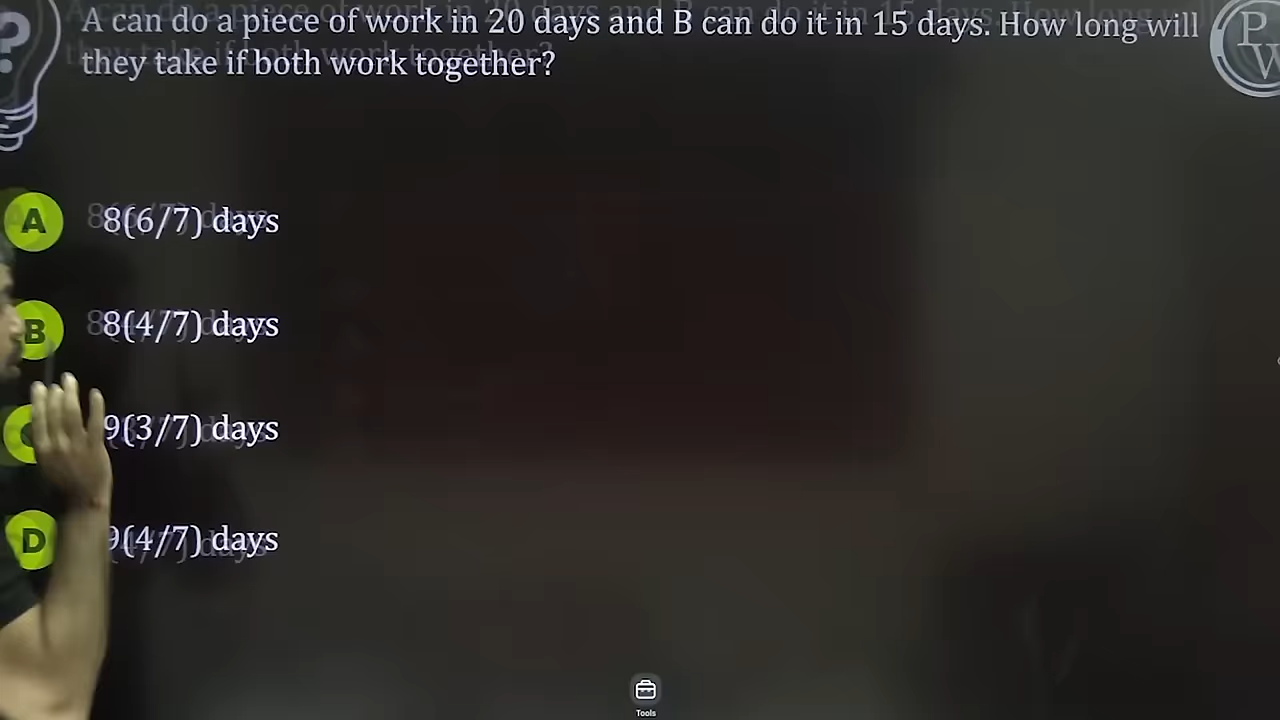 A can do a piece of work in 20 days and B can do it in 15 days. How long will
they take if both work together?
PW
A 8(6/7) days
B 8(4/7) days
C 9(3/7) days
D 9(4/7) days
Tools